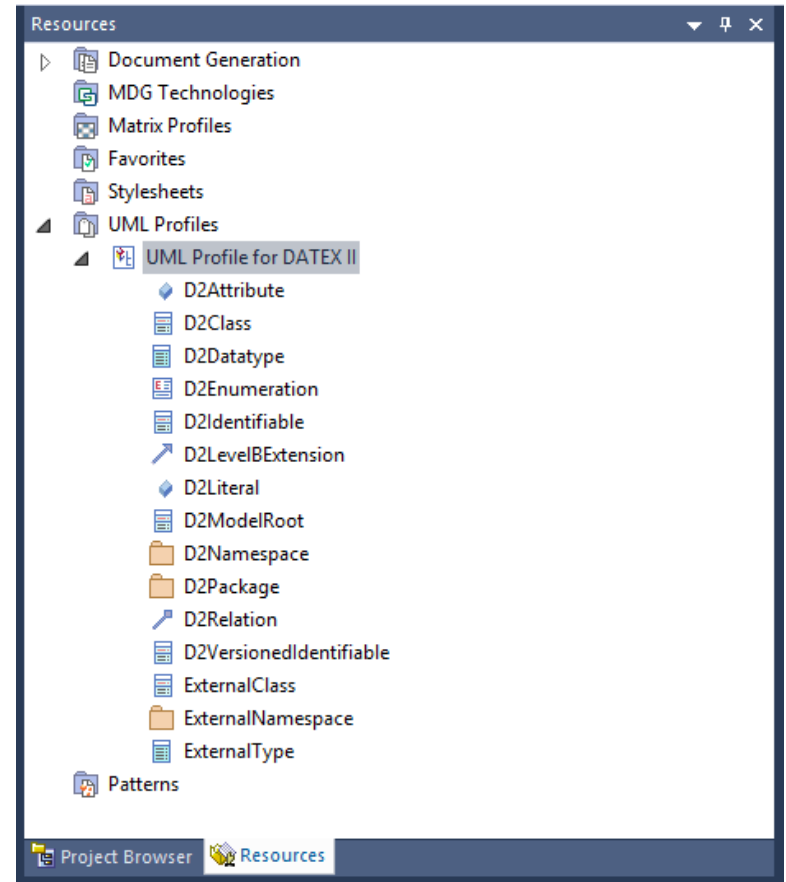 Resources
Document Generation
MDG Technologies
Matrix Profiles
Favorites
Stylesheets
UML Profiles
UML Profile for DATEX II
D2Attribute
D2Class
D2Datatype
D2Enumeration
D2Identifiable
D2LevelBExtension
D2Literal
D2ModelRoot
D2Namespace
D2Package
D2Relation
D2VersionedIdentifiable
ExternalClass
ExternalNamespace
ExternalType
Patterns
Project Browser Resources